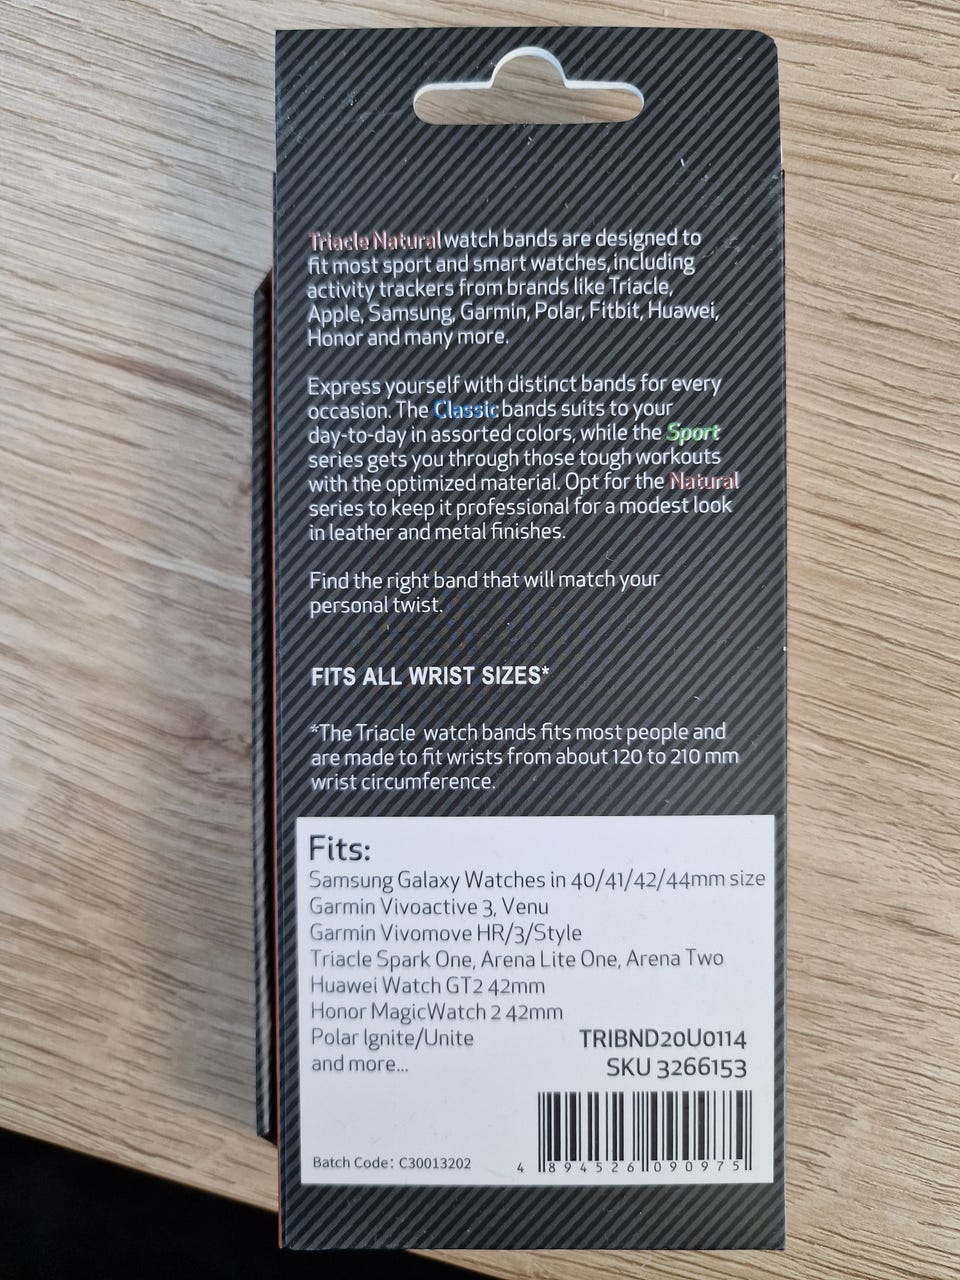 Triacle Natural watch bands are designed to
fit most sport and smart watches, including
activity trackers from brands like Triacle,
Apple, Samsung, Garmin, Polar, Fitbit, Huawei,
Honor and many more.
Express yourself with distinct bands for every
occasion. The Classic bands suits to your
day-to-day in assorted colors, while the Sport
series gets you through those tough workouts
with the optimized material. Opt for the Natural
series to keep it professional for a modest look
in leather and metal finishes.
Find the right band that will match your
personal twist.
FITS ALL WRIST SIZES*
*The Triacle watch bands fits most people and
are made to fit wrists from about 120 to 210 mm
wrist circumference.
Fits:
Samsung Galaxy Watches in 40/41/42/44mm size
Garmin Vivoactive 3, Venu
Garmin Vivomove HR/3/Style
Triacle Spark One, Arena Lite One, Arena Two
Huawei Watch GT2 42mm
Honor MagicWatch 2 42mm
Polar Ignite/Unite
and more...
TRIBND20U0114
SKU 3266153
Batch Code: C30013202
4 894526 090975